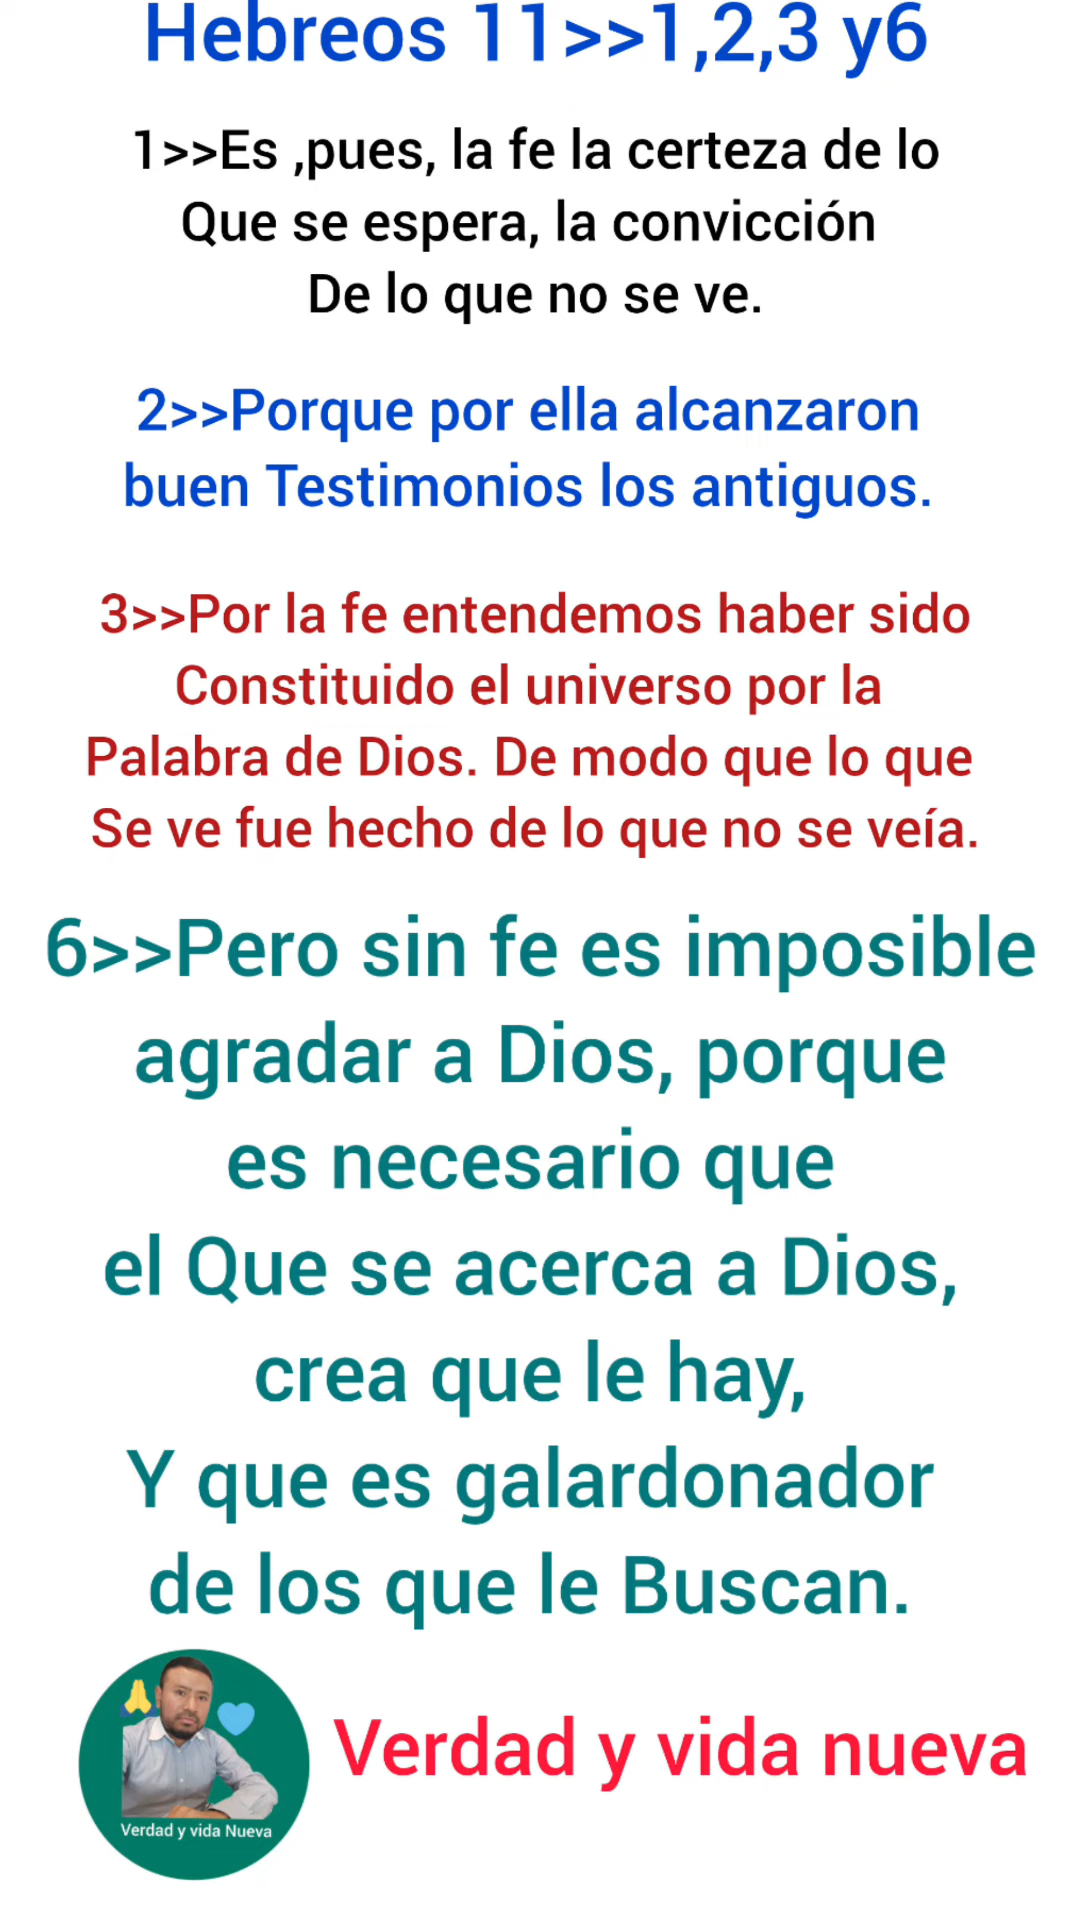 Hebreos 11>>1,2,3 y6
1>>Es ,pues, la fe la certeza de lo
Que se espera, la convicción
De lo que no se ve.
2>>Porque por ella alcanzaron
buen Testimonios los antiguos.
3>>Por la fe entendemos haber sido
Constituido el universo por la
Palabra de Dios. De modo que lo que
Se ve fue hecho de lo que no se veía.
6>>Pero sin fe es imposible
agradar a Dios, porque
es necesario que
el Que se acerca a Dios,
crea que le hay,
Y que es galardonador
de los que le Buscan.
Verdad y vida nueva
Verdad y vida Nueva